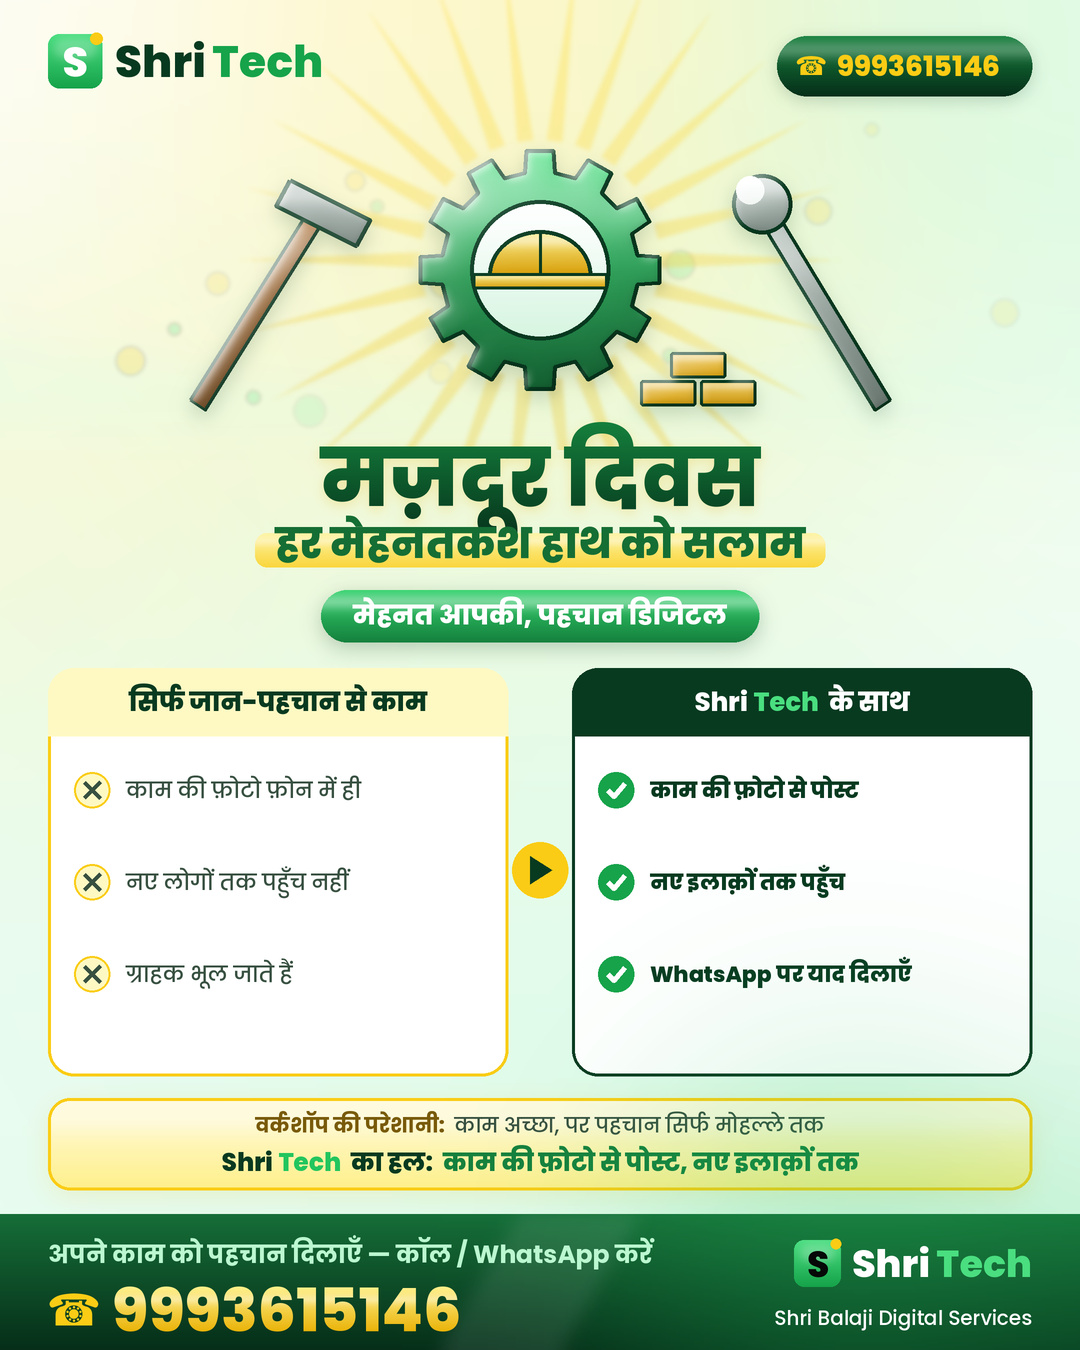 S Shri Tech
☎ 9993615146
मज़दूर दिवस
हर मेहनतकश हाथ को सलाम
मेहनत आपकी, पहचान डिजिटल
सिर्फ जान-पहचान से काम
काम की फ़ोटो फ़ोन में ही
नए लोगों तक पहुँच नहीं
ग्राहक भूल जाते हैं
Shri Tech के साथ
काम की फ़ोटो से पोस्ट
नए इलाक़ों तक पहुँच
WhatsApp पर याद दिलाएँ
वर्कशॉप की परेशानी: काम अच्छा, पर पहचान सिर्फ मोहल्ले तक
Shri Tech का हल: काम की फ़ोटो से पोस्ट, नए इलाक़ों तक
अपने काम को पहचान दिलाएँ — कॉल / WhatsApp करें
☎ 9993615146
S Shri Tech
Shri Balaji Digital Services